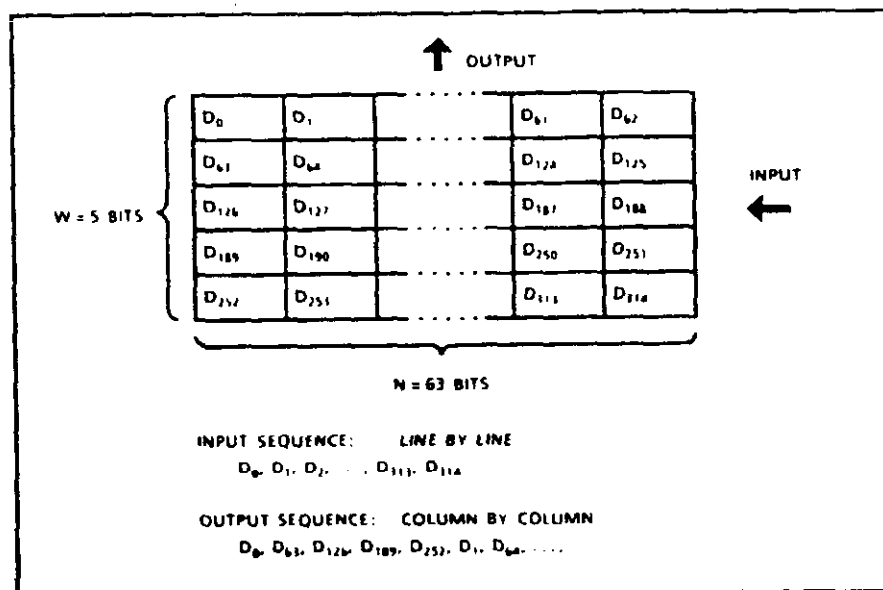 OUTPUT
D₀ D₁ . . . . . . . D₆₁ D₆₂
D₆₃ D₆₄ D₁₂₄ D₁₂₅
INPUT
W = 5 BITS D₁₂₆ D₁₂₇ . . . . . . . D₁₈₇ D₁₈₈
D₁₈₉ D₁₉₀ D₂₅₀ D₂₅₁
D₂₅₂ D₂₅₃ . . . . . . . D₃₁₃ D₃₁₄
N = 63 BITS
INPUT SEQUENCE: LINE BY LINE
D₀, D₁, D₂, . . . , D₃₁₃, D₃₁₄
OUTPUT SEQUENCE: COLUMN BY COLUMN
D₀, D₆₃, D₁₂₆, D₁₈₉, D₂₅₂, D₁, D₆₄, . . . .